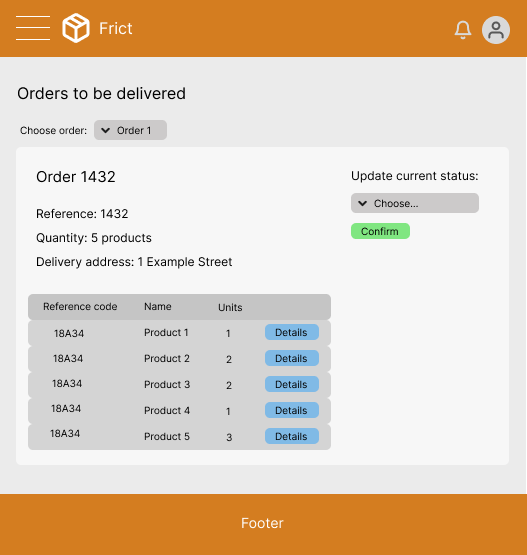 Frict
Orders to be delivered
Choose order: Order 1
Order 1432
Reference: 1432
Quantity: 5 products
Delivery address: 1 Example Street
Update current status:
Choose...
Confirm
Reference code Name Units
18A34 Product 1 1 Details
18A34 Product 2 2 Details
18A34 Product 3 2 Details
18A34 Product 4 1 Details
18A34 Product 5 3 Details
Footer